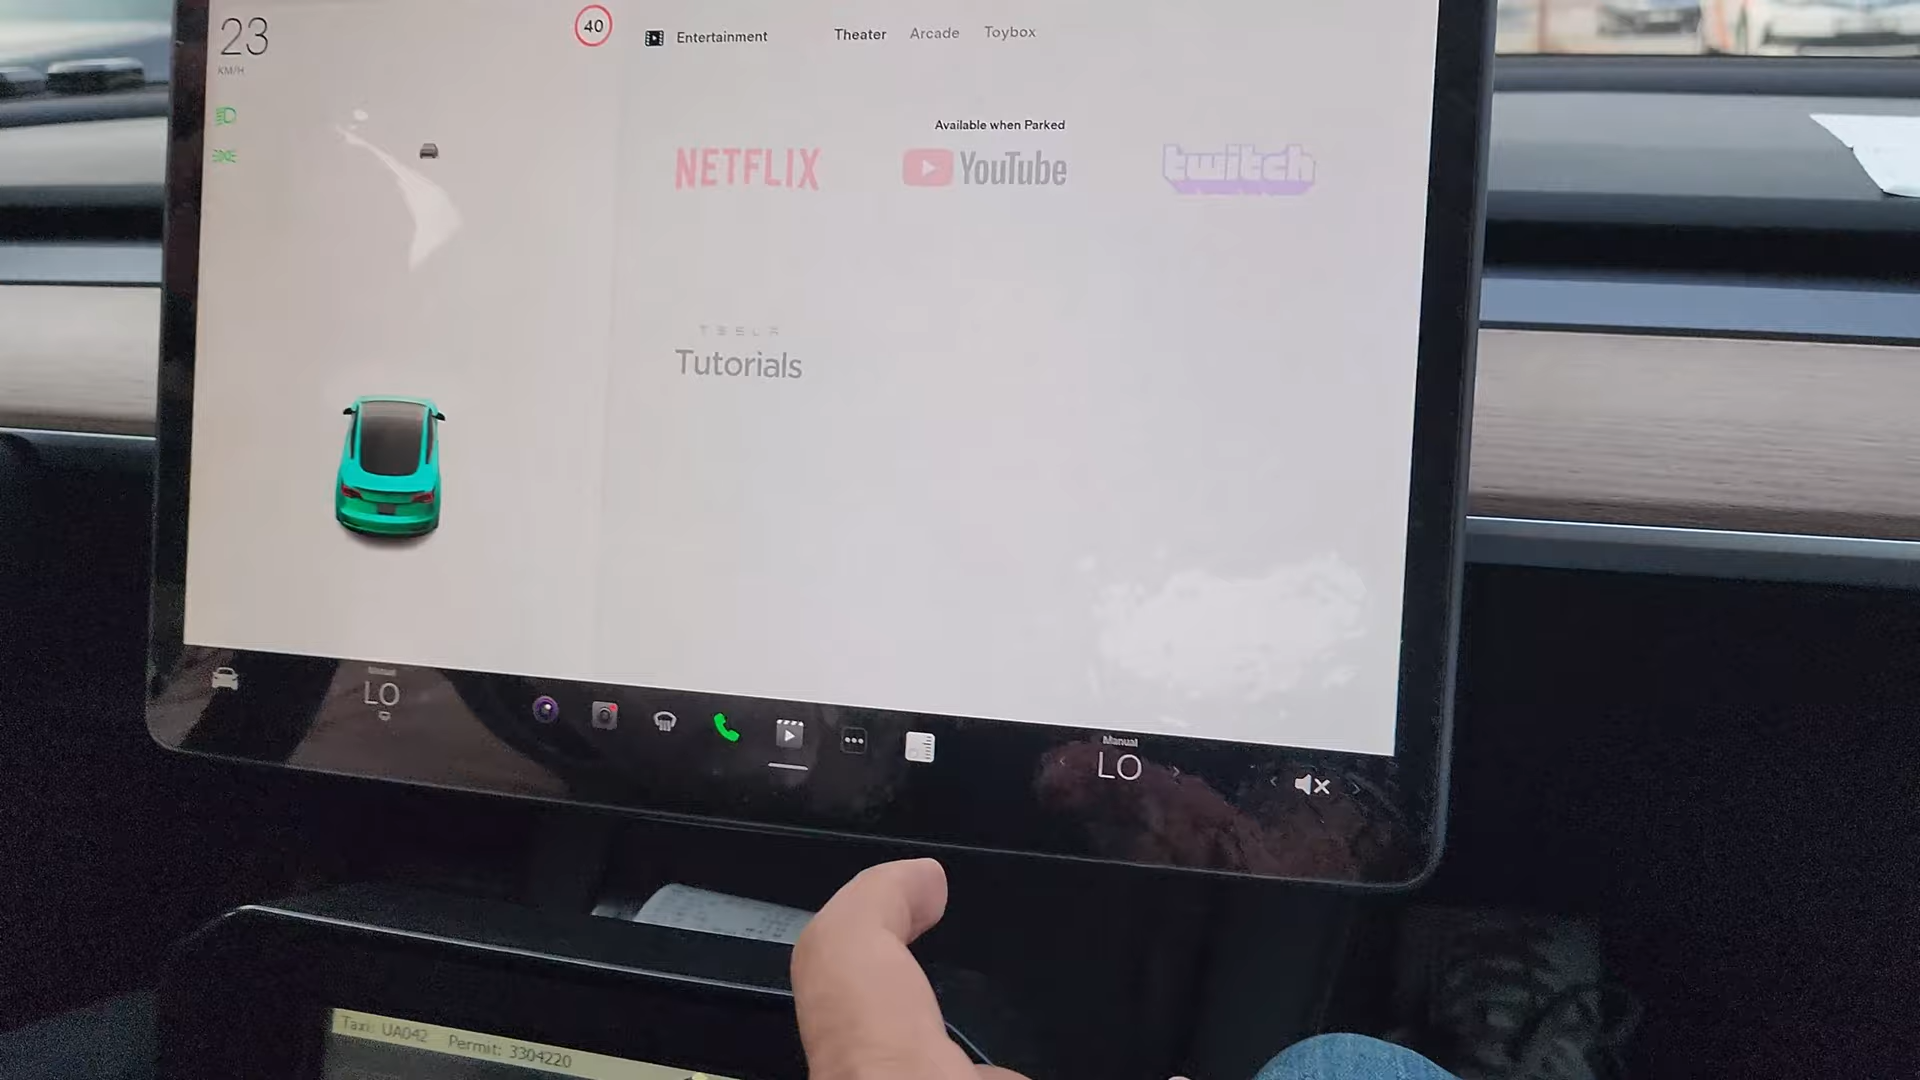 23
KM/H
40
Entertainment
Theater Arcade Toybox
Available when Parked
NETFLIX YouTube twitch
TESLA
Tutorials
Manual
LO
Manual
LO
Taxi: UA042 Permit: 3304220